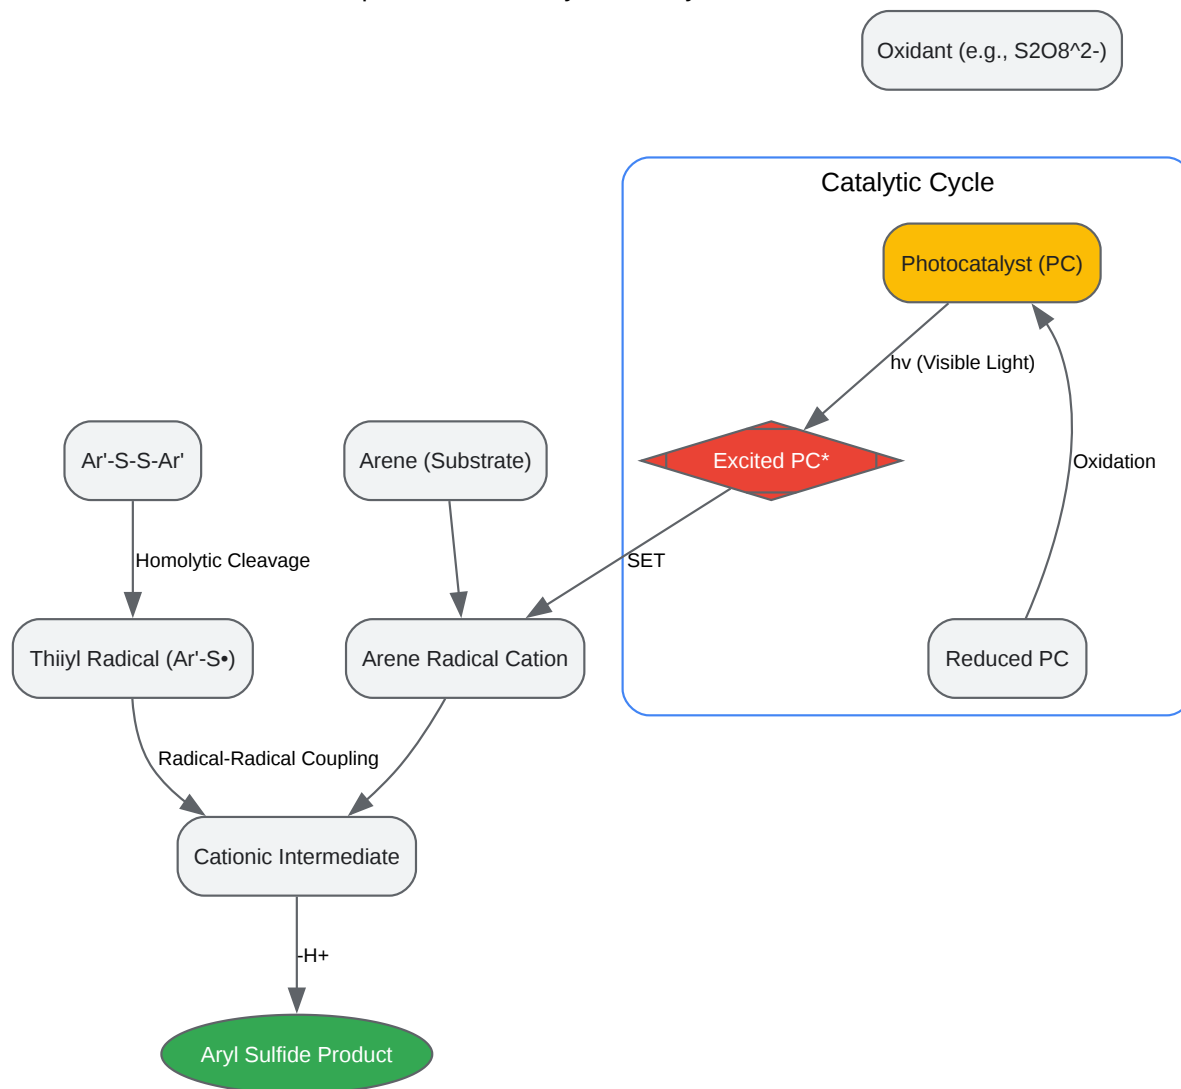 Oxidant (e.g., S2O8^2-)
Catalytic Cycle
Photocatalyst (PC)
hv (Visible Light)
Ar'-S-S-Ar'
Arene (Substrate)
Excited PC*
Oxidation
Homolytic Cleavage
SET
Thiiyl Radical (Ar'-S•)
Arene Radical Cation
Reduced PC
Radical-Radical Coupling
Cationic Intermediate
-H+
Aryl Sulfide Product